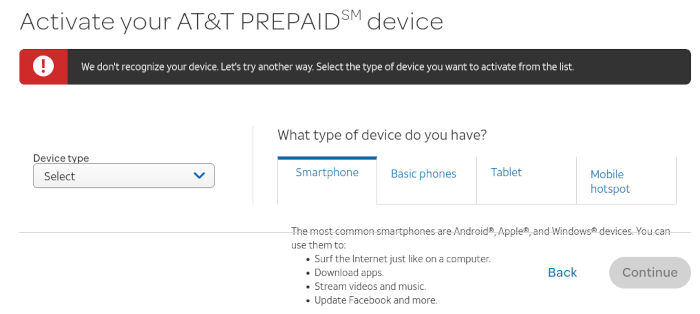 Activate your AT&T PREPAID℠ device
We don't recognize your device. Let's try another way. Select the type of device you want to activate from the list.
What type of device do you have?
Device type
Select
Smartphone
Basic phones
Tablet
Mobile
hotspot
The most common smartphones are Android®, Apple®, and Windows® devices. You can
use them to:
• Surf the Internet just like on a computer.
• Download apps.
• Stream videos and music.
• Update Facebook and more.
Back
Continue